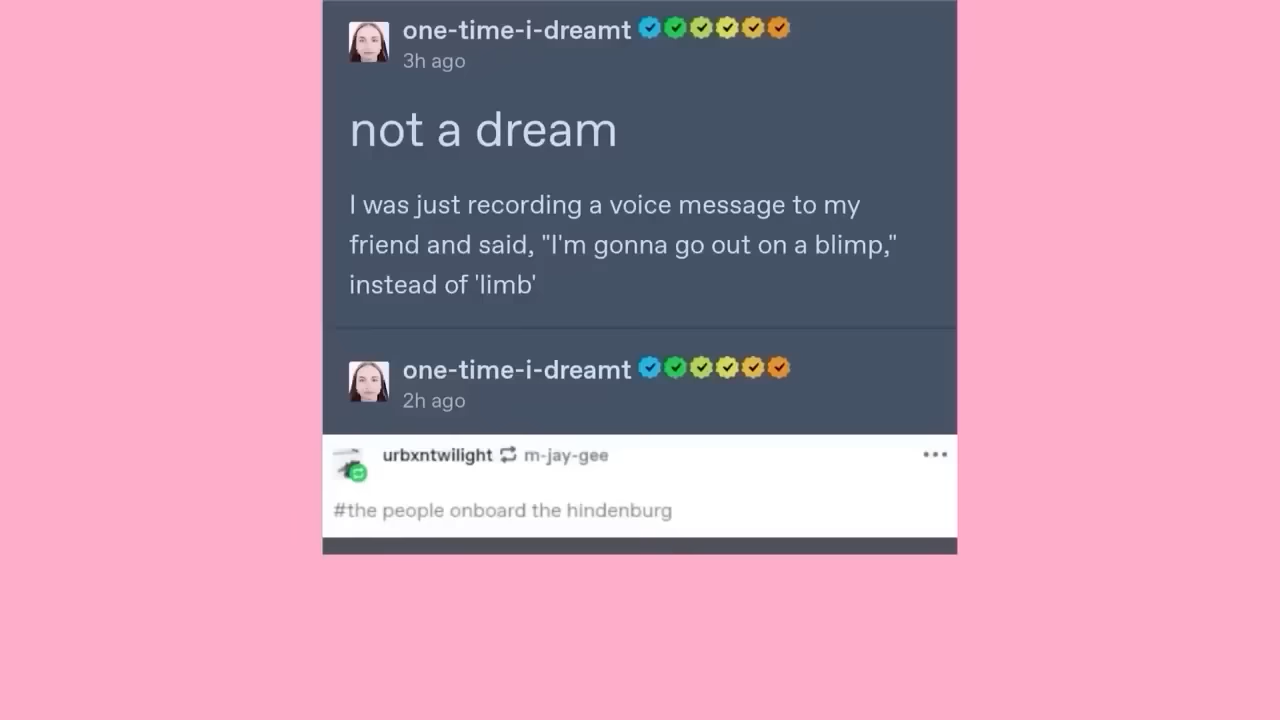 one-time-i-dreamt
3h ago
not a dream
I was just recording a voice message to my
friend and said, "I'm gonna go out on a blimp,"
instead of 'limb'
one-time-i-dreamt
2h ago
urbxntwilight m-jay-gee
#the people onboard the hindenburg